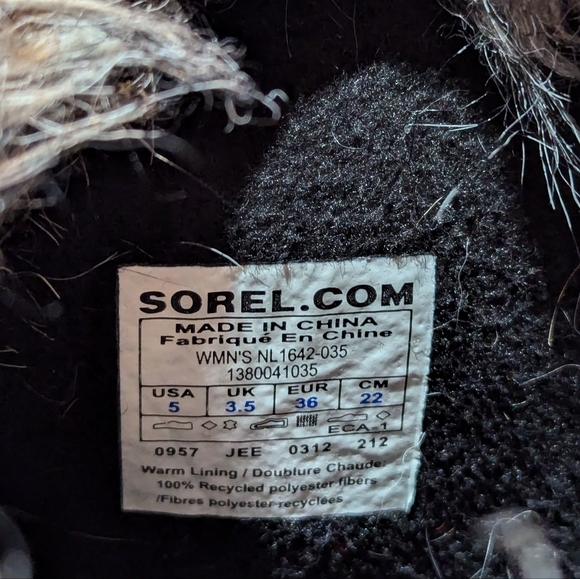 SOREL.COM
MADE IN CHINA
Fabriqué En Chine
WMN'S NL1642-035
1380041035
USA UK EUR CM
5 3.5 36 22
ECA-1
0957 JEE 0312 212
Warm Lining / Doublure Chaude:
100% Recycled polyester fibers
/Fibres polyester recyclées